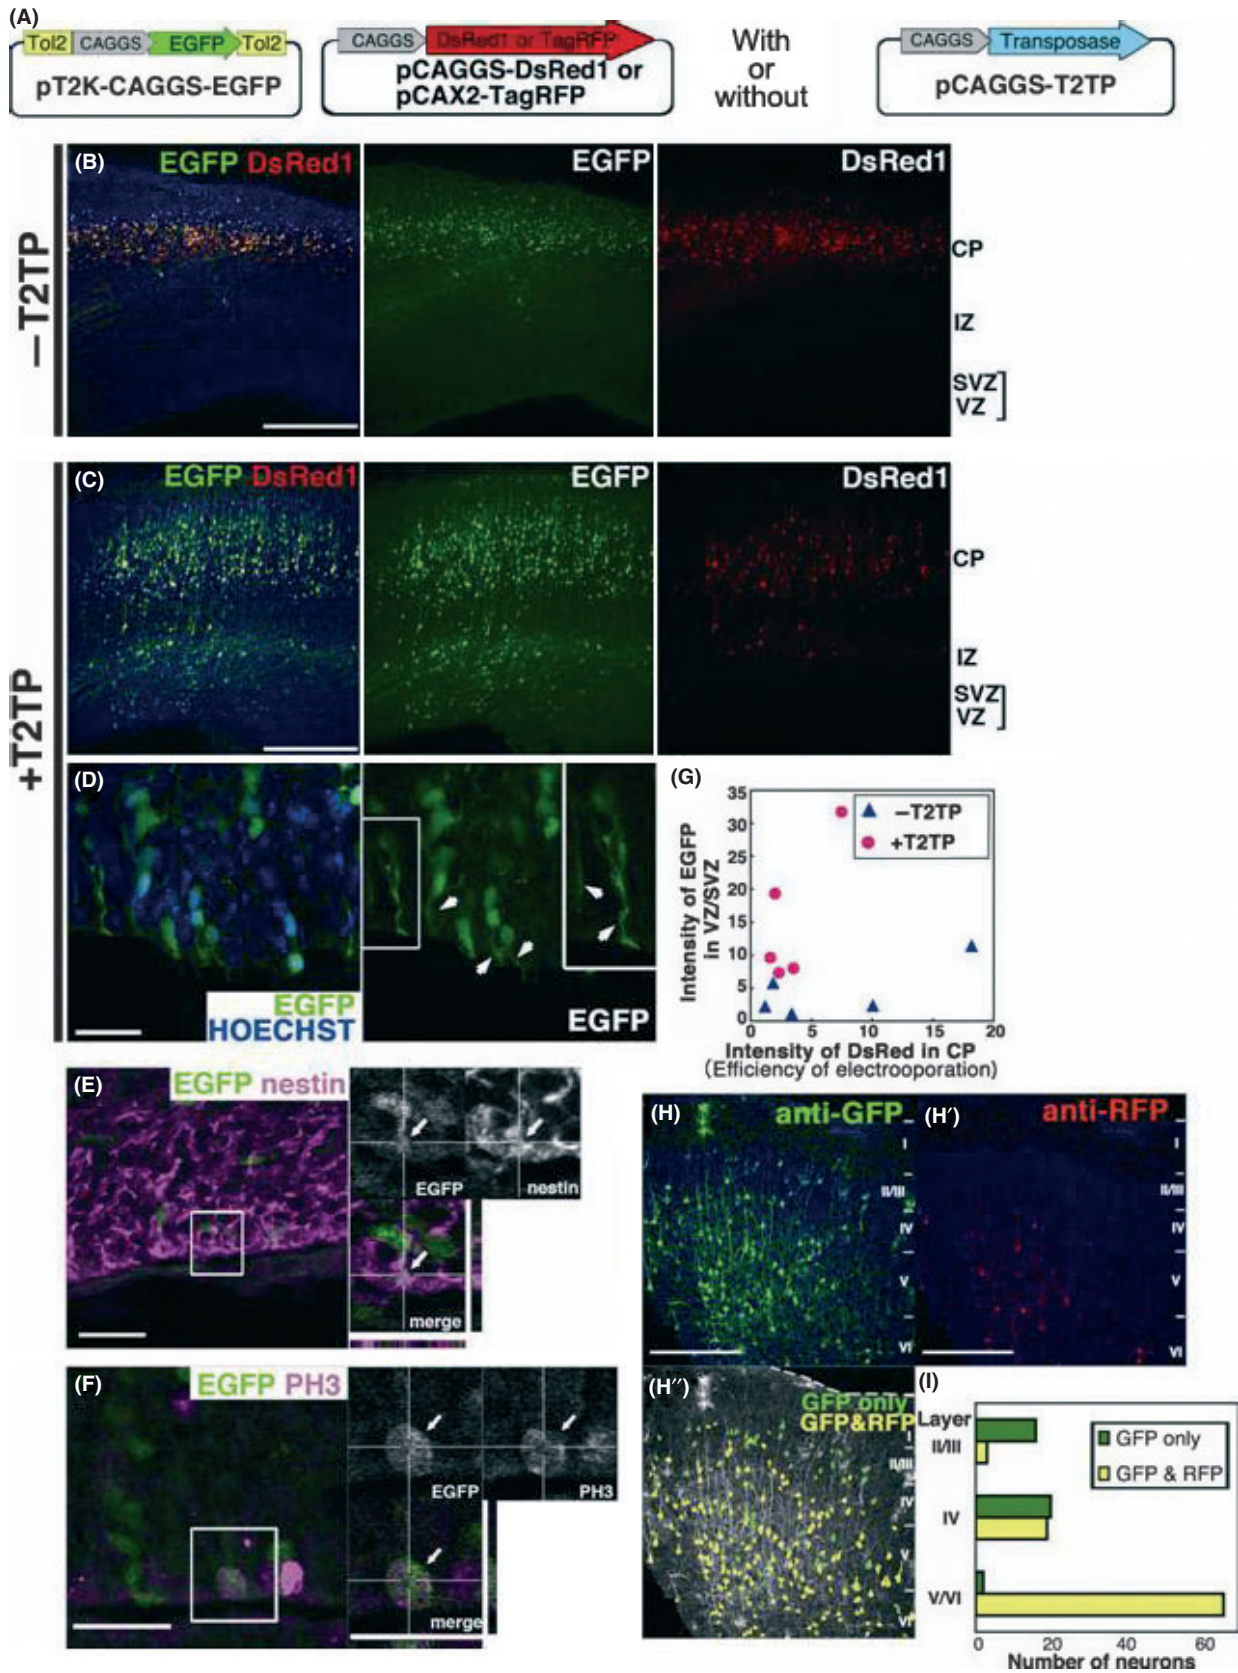 (A)
Tol2 CAGGS EGFP Tol2
pT2K-CAGGS-EGFP
CAGGS DsRed1 or TagRFP
pCAGGS-DsRed1 or
pCAX2-TagRFP
With
or
without
CAGGS Transposase
pCAGGS-T2TP
−T2TP
(B)
EGFP DsRed1
EGFP
DsRed1
CP
IZ
SVZ
VZ
+T2TP
(C)
EGFP DsRed1
EGFP
DsRed1
CP
IZ
SVZ
VZ
(D)
EGFP
HOECHST
EGFP
(G)
Intensity of EGFP
in VZ/SVZ
35
30
25
20
15
10
5
0
−T2TP
+T2TP
0 5 10 15 20
Intensity of DsRed in CP
(Efficiency of electrooporation)
(E)
EGFP nestin
EGFP
nestin
merge
(F)
EGFP PH3
EGFP
PH3
merge
(H)
anti-GFP
I
II/III
IV
V
VI
(H′)
anti-RFP
I
II/III
IV
V
VI
(H″)
GFP only
GFP&RFP
I
II/III
IV
V
VI
(I)
Layer
II/III
IV
V/VI
GFP only
GFP & RFP
0 20 40 60
Number of neurons